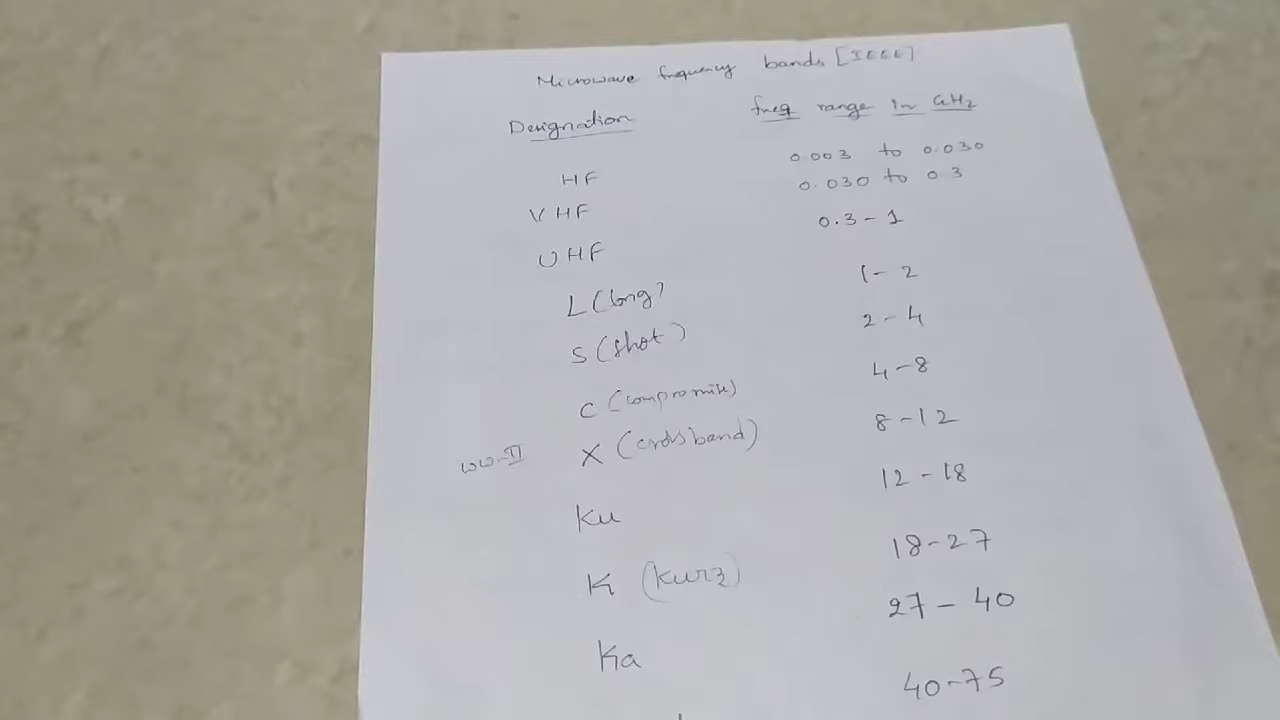 Microwave frequency bands [IEEE]
Designation freq range in GHz
HF 0.003 to 0.030
VHF 0.030 to 0.3
UHF 0.3 - 1
L (long) 1 - 2
S (shot) 2 - 4
C (compromise) 4 - 8
WW-II X (crossband) 8 - 12
Ku 12 - 18
K (Kurz) 18 - 27
Ka 27 - 40
40 - 75